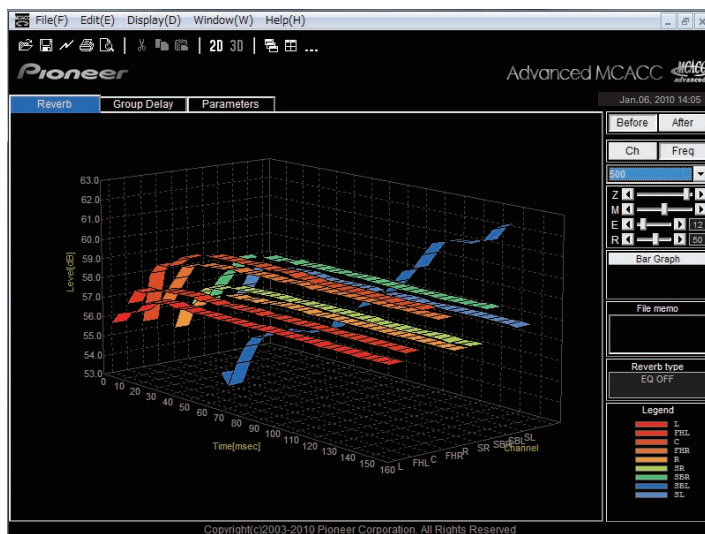 File(F) Edit(E) Display(D) Window(W) Help(H)
2D 3D ...
Pioneer
Advanced MCACC MCACC advanced
Reverb Group Delay Parameters
Jan.06, 2010 14:05
Before After
Ch Freq
500
Z
M
E 12
R 50
Bar Graph
File memo
Reverb type
EQ OFF
Legend
L
FHL
C
FHR
R
SR
SBR
SBL
SL
Level[dB]
63.0
62.0
61.0
60.0
59.0
58.0
57.0
56.0
55.0
54.0
53.0
0 10 20 30 40 50 60 70 80 90 100 110 120 130 140 150 160
Time[msec]
L FHL C FHR R SR SBR SBL SL
Channel
Copyright(c)2003-2010 Pioneer Corporation. All Rights Reserved